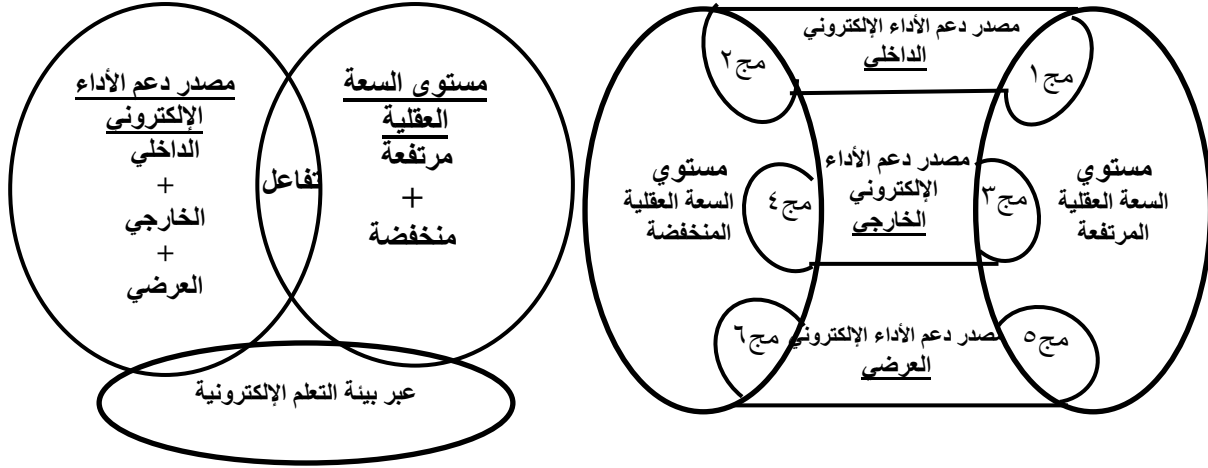 مصدر دعم الأداء الإلكتروني
الداخلي
مج١
مج٢
مستوي
السعة العقلية
المرتفعة
مج٣
مصدر دعم الأداء
الإلكتروني
الخارجي
مج٤
مستوي
السعة العقلية
المنخفضة
مج٥
مصدر دعم الأداء الإلكتروني
العرضي
مج٦
مستوى السعة
العقلية
مرتفعة
+
منخفضة
تفاعل
مصدر دعم الأداء
الإلكتروني
الداخلي
+
الخارجي
+
العرضي
عبر بيئة التعلم الإلكترونية